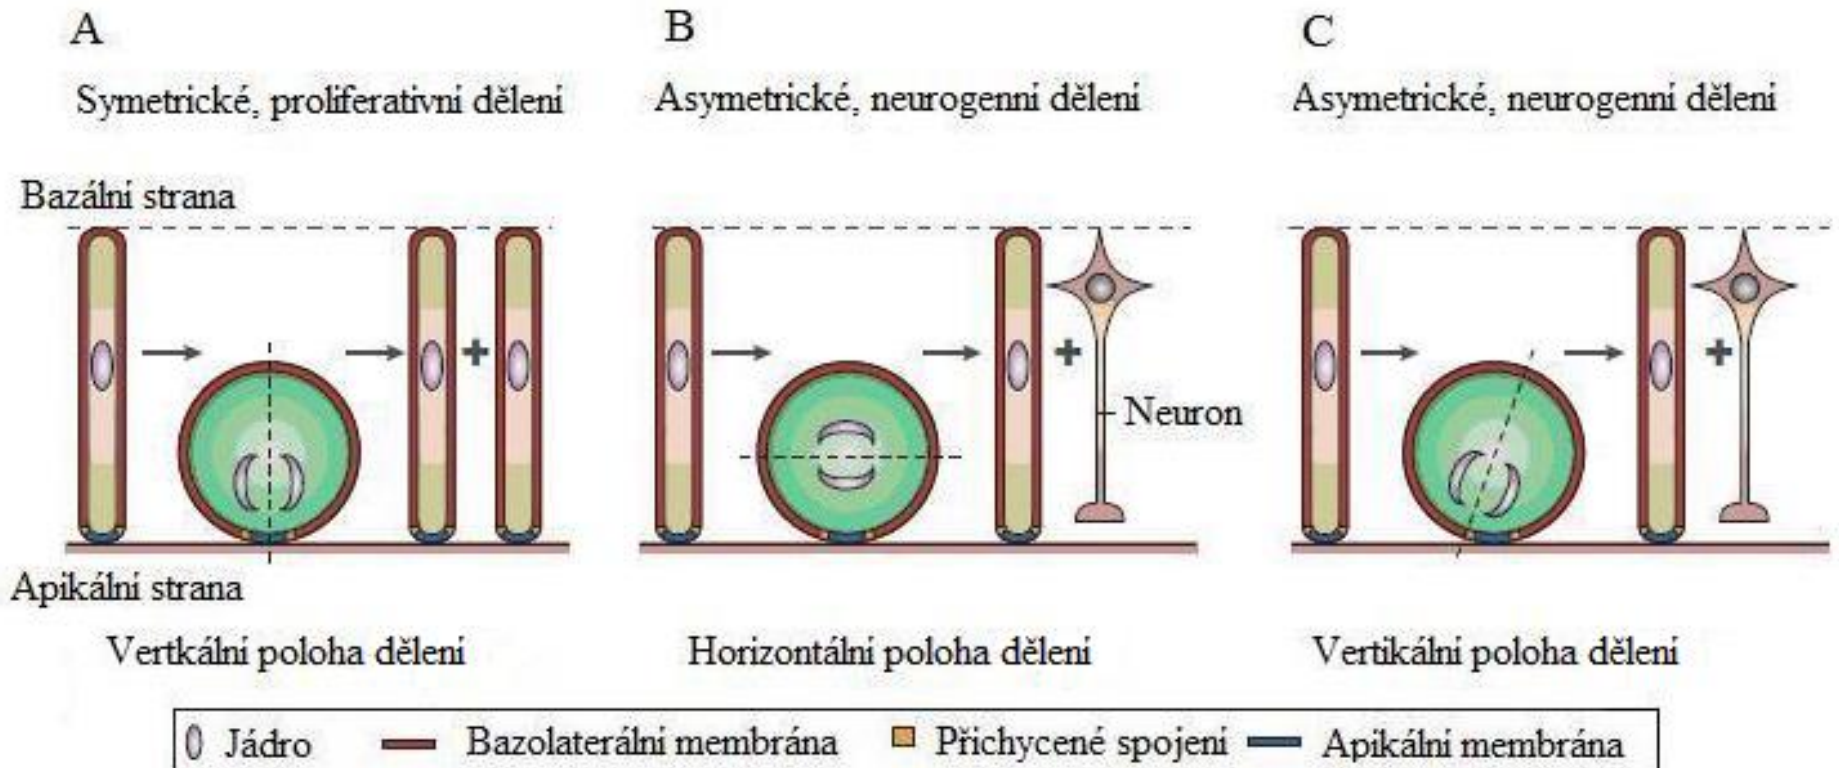 A
B
C
Symetrické, proliferativní dělení
Asymetrické, neurogenní dělení
Asymetrické, neurogenní dělení
Bazální strana
Neuron
Apikální strana
Vertkální poloha dělení
Horizontální poloha dělení
Vertikální poloha dělení
Jádro
Bazolaterální membrána
Přichycené spojení
Apikální membrána